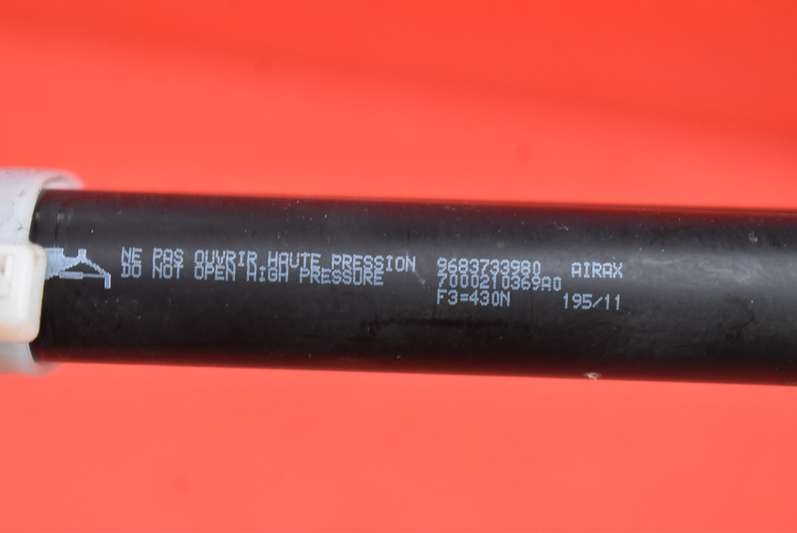 NE PAS OUVRIR HAUTE PRESSION 9683733980 AIRAX
DO NOT OPEN HIGH PRESSURE 7000210369A0
F3=430N 195/11